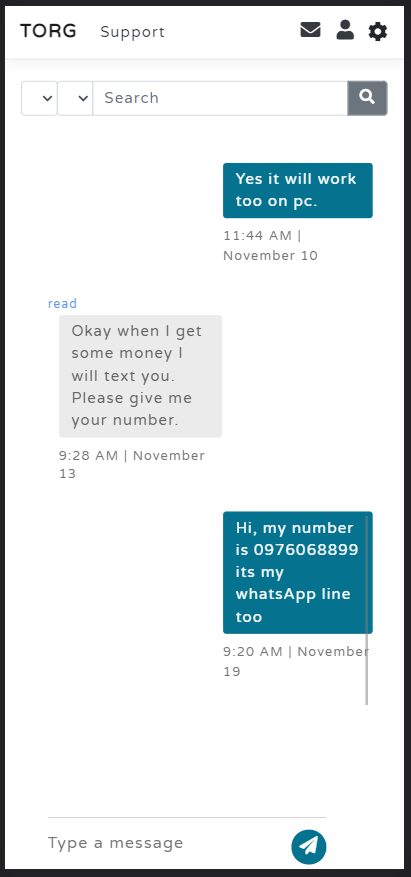 TORG Support
Search
Yes it will work
too on pc.
11:44 AM |
November 10
read
Okay when I get
some money I
will text you.
Please give me
your number.
9:28 AM | November
13
Hi, my number
is 0976068899
its my
whatsApp line
too
9:20 AM | November
19
Type a message